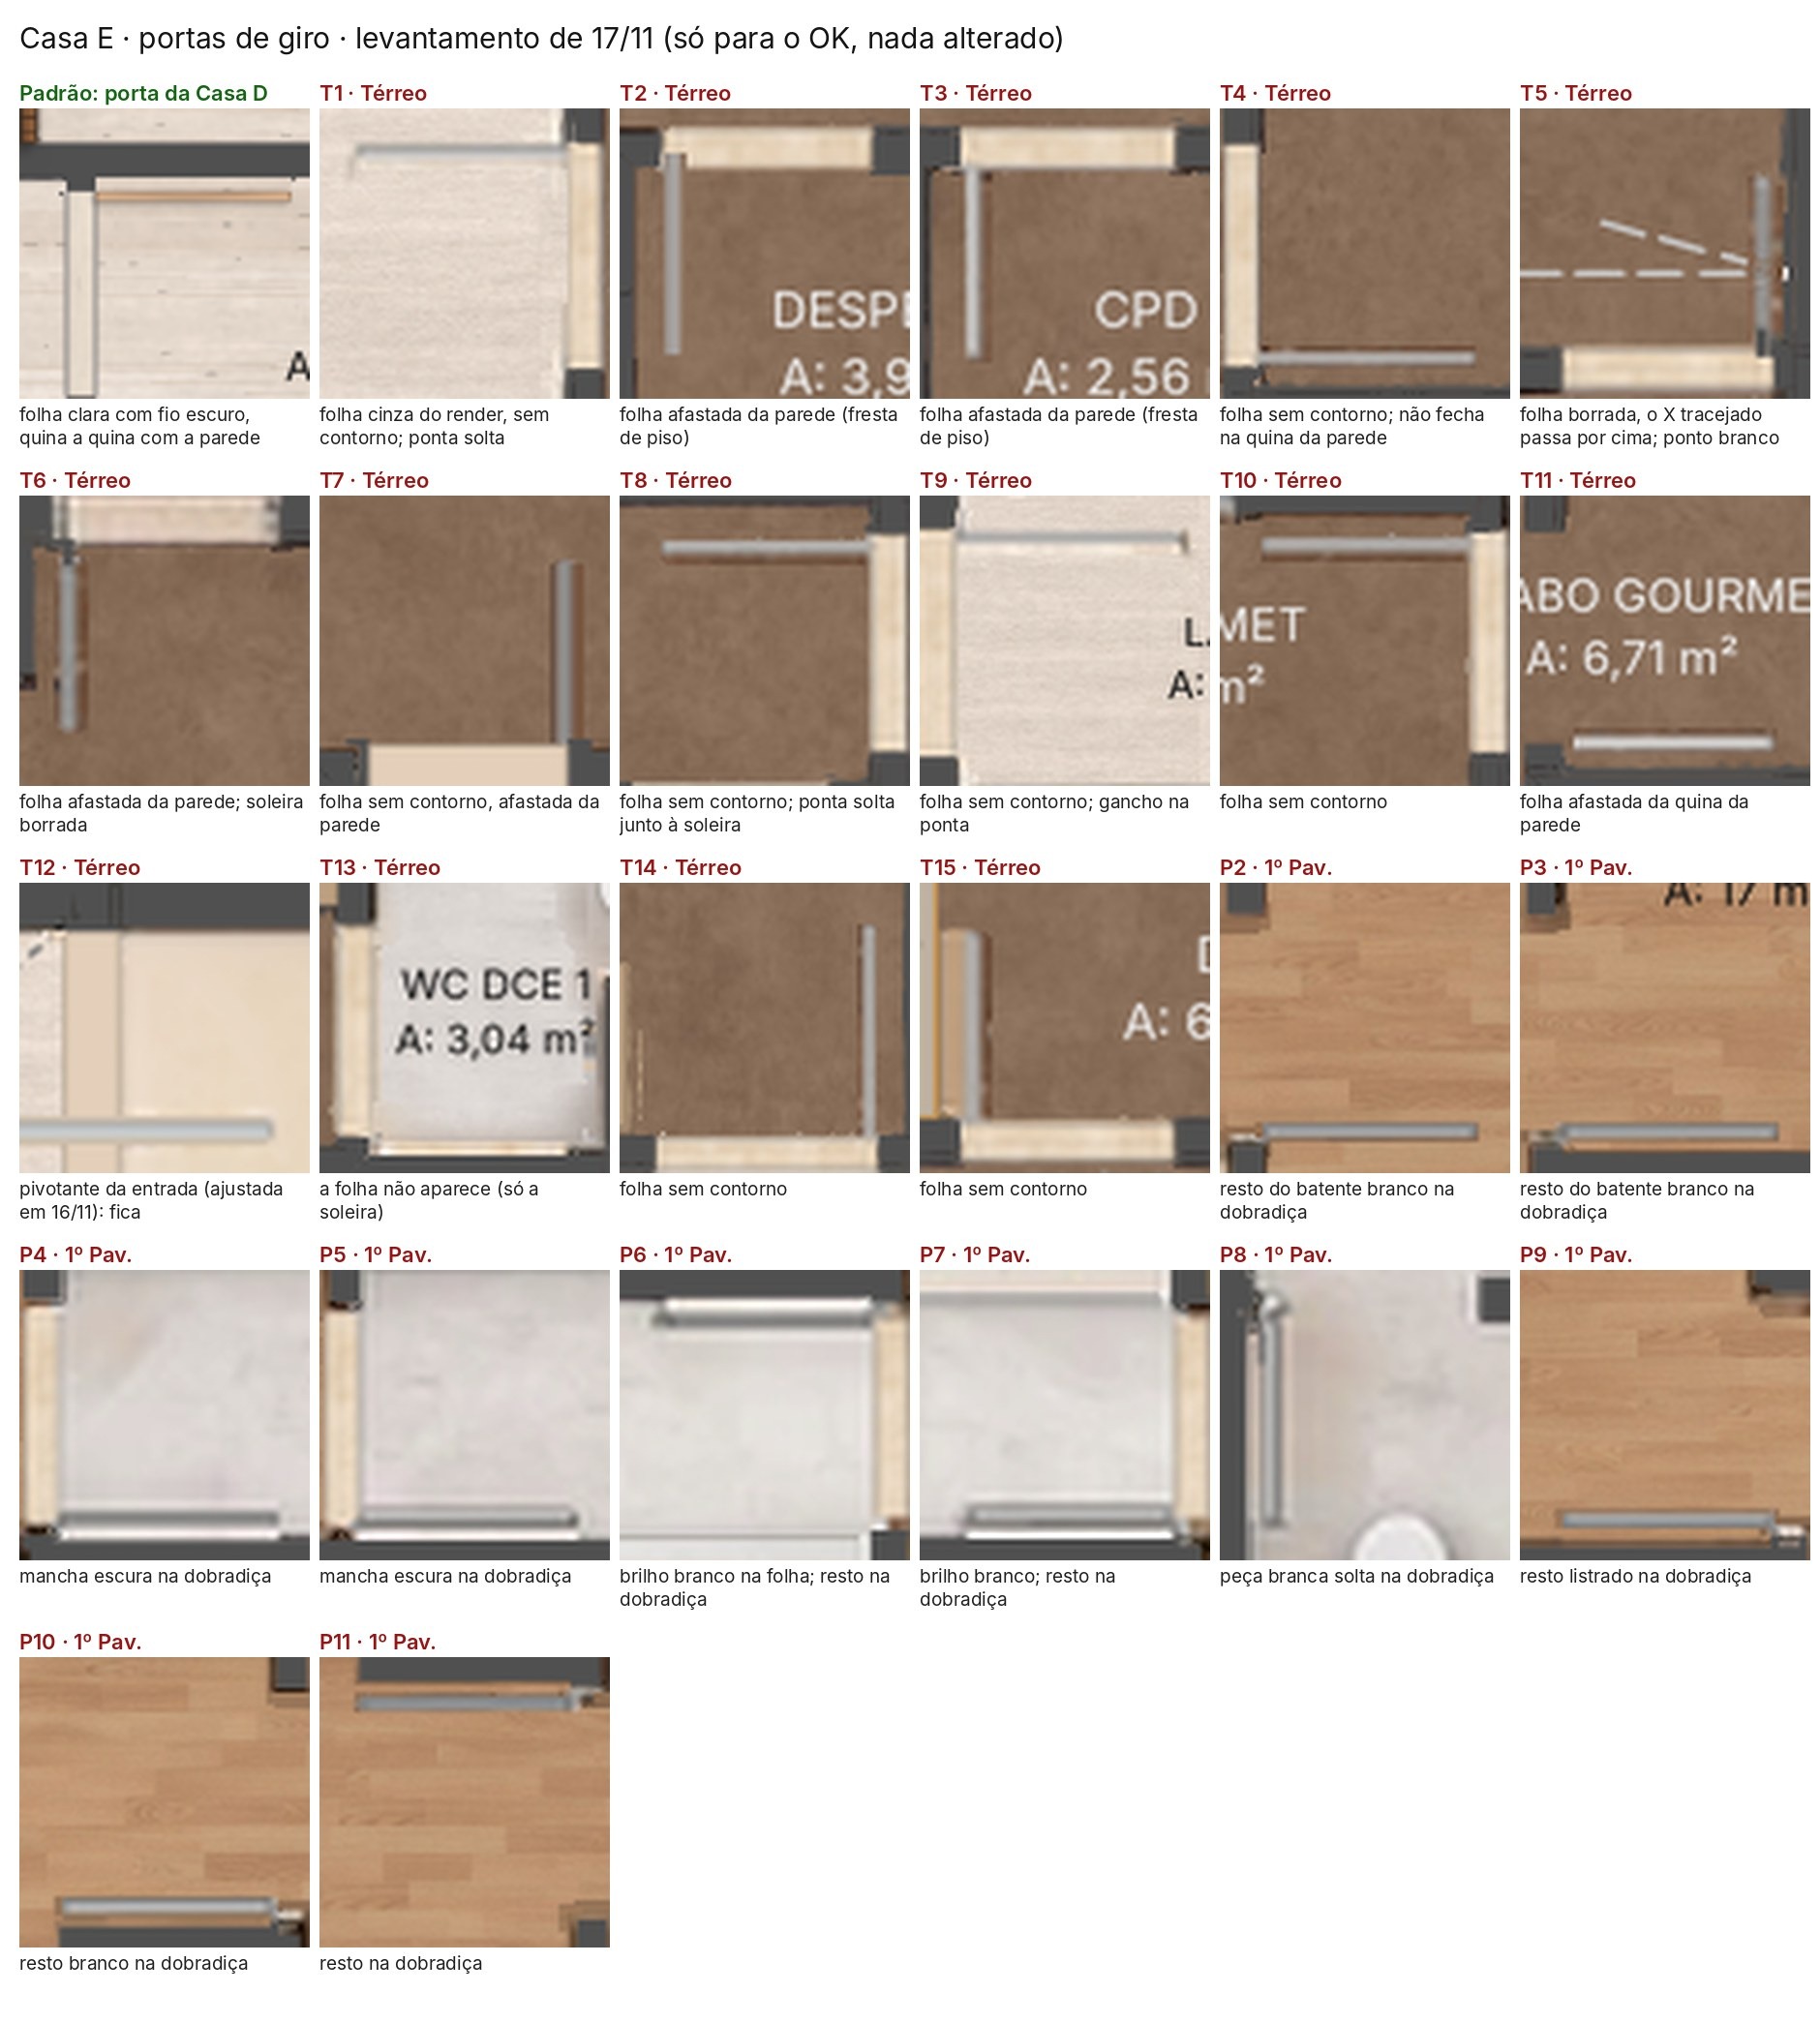 Casa E · portas de giro · levantamento de 17/11 (só para o OK, nada alterado)
Padrão: porta da Casa D
T1 · Térreo
T2 · Térreo
T3 · Térreo
T4 · Térreo
T5 · Térreo
A
DESPE
A: 3,9
CPD
A: 2,56
folha clara com fio escuro,
quina a quina com a parede
folha cinza do render, sem
contorno; ponta solta
folha afastada da parede (fresta
de piso)
folha afastada da parede (fresta
de piso)
folha sem contorno; não fecha
na quina da parede
folha borrada, o X tracejado
passa por cima; ponto branco
T6 · Térreo
T7 · Térreo
T8 · Térreo
T9 · Térreo
T10 · Térreo
T11 · Térreo
L.
A:
MET
m²
ABO GOURME
A: 6,71 m²
folha afastada da parede; soleira
borrada
folha sem contorno, afastada da
parede
folha sem contorno; ponta solta
junto à soleira
folha sem contorno; gancho na
ponta
folha sem contorno
folha afastada da quina da
parede
T12 · Térreo
T13 · Térreo
T14 · Térreo
T15 · Térreo
P2 · 1º Pav.
P3 · 1º Pav.
WC DCE 1
A: 3,04 m²
D
A: 6
A: 17 m
pivotante da entrada (ajustada
em 16/11): fica
a folha não aparece (só a
soleira)
folha sem contorno
folha sem contorno
resto do batente branco na
dobradiça
resto do batente branco na
dobradiça
P4 · 1º Pav.
P5 · 1º Pav.
P6 · 1º Pav.
P7 · 1º Pav.
P8 · 1º Pav.
P9 · 1º Pav.
mancha escura na dobradiça
mancha escura na dobradiça
brilho branco na folha; resto na
dobradiça
brilho branco; resto na
dobradiça
peça branca solta na dobradiça
resto listrado na dobradiça
P10 · 1º Pav.
P11 · 1º Pav.
resto branco na dobradiça
resto na dobradiça